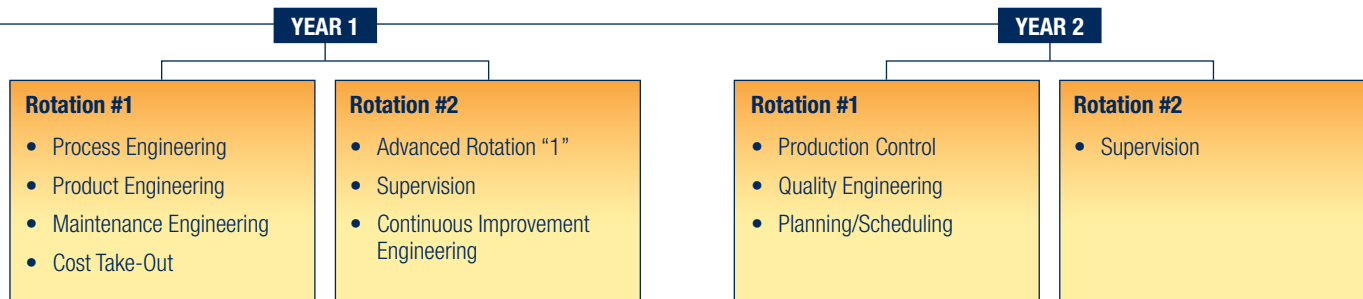 YEAR 1
Rotation #1
• Process Engineering
• Product Engineering
• Maintenance Engineering
• Cost Take-Out
Rotation #2
• Advanced Rotation “1”
• Supervision
• Continuous Improvement
Engineering
YEAR 2
Rotation #1
• Production Control
• Quality Engineering
• Planning/Scheduling
Rotation #2
• Supervision